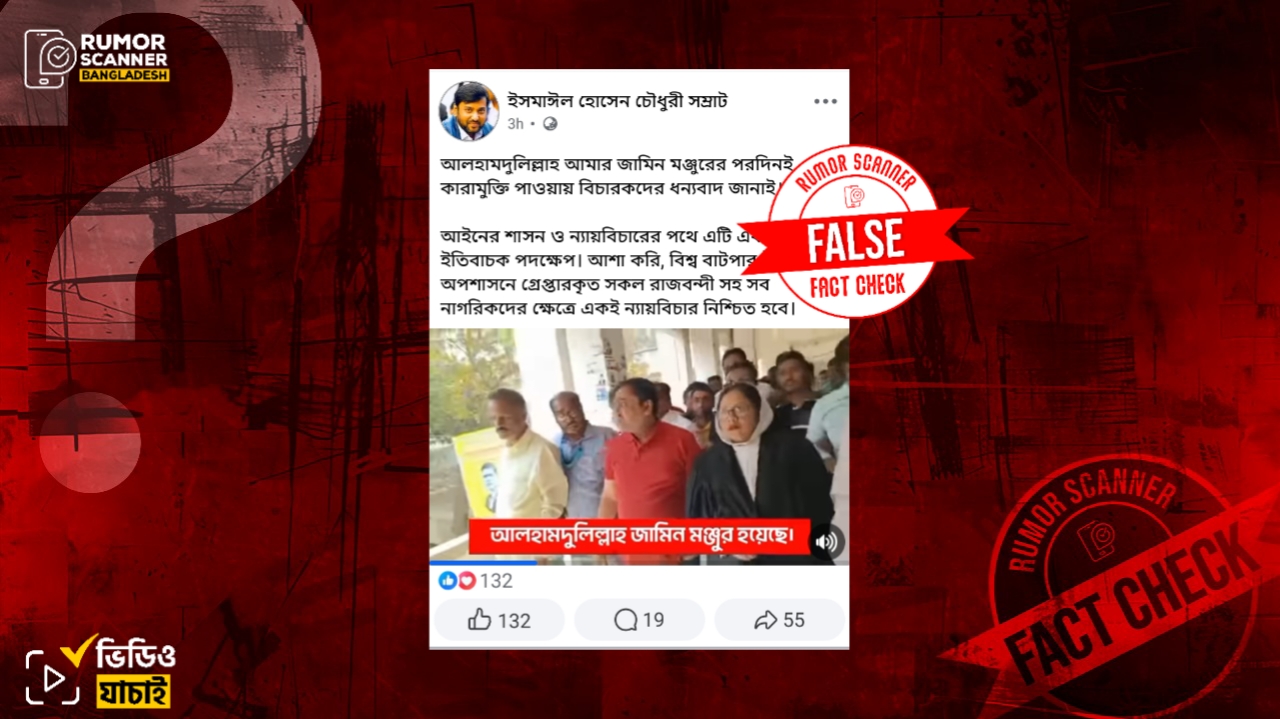 RUMOR
SCANNER
BANGLADESH
ইসমাঈল হোসেন চৌধুরী সম্রাট
3h
আলহামদুলিল্লাহ আমার জামিন মঞ্জুরের পরদিনই
কারামুক্তি পাওয়ায় বিচারকদের ধন্যবাদ জানাই।
আইনের শাসন ও ন্যায়বিচারের পথে এটি
ইতিবাচক পদক্ষেপ। আশা করি, বিশ্ব
অপশাসনে গ্রেপ্তারকৃত সকল রাজবন্দী সহ সব
নাগরিকদের ক্ষেত্রে একই ন্যায়বিচার নিশ্চিত হবে।
RUMOR SCANNER
FALSE
FACT CHECK
আলহামদুলিল্লাহ জামিন মঞ্জুর হয়েছে।
132
132
19
55
RUMOR SCANNER
FACT CHECK
ভিডিও
যাচাই